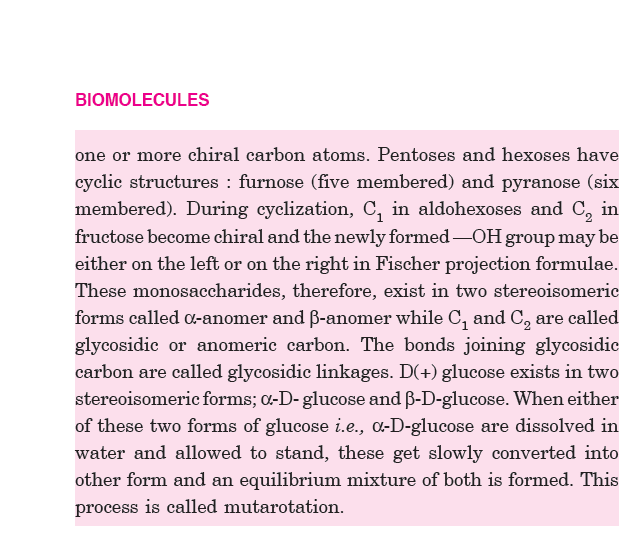 BIOMOLECULES
one or more chiral carbon atoms. Pentoses and hexoses have
cyclic structures : furnose (five membered) and pyranose (six
membered). During cyclization, C₁ in aldohexoses and C₂ in
fructose become chiral and the newly formed —OH group may be
either on the left or on the right in Fischer projection formulae.
These monosaccharides, therefore, exist in two stereoisomeric
forms called α-anomer and β-anomer while C₁ and C₂ are called
glycosidic or anomeric carbon. The bonds joining glycosidic
carbon are called glycosidic linkages. D(+) glucose exists in two
stereoisomeric forms; α-D- glucose and β-D-glucose. When either
of these two forms of glucose i.e., α-D-glucose are dissolved in
water and allowed to stand, these get slowly converted into
other form and an equilibrium mixture of both is formed. This
process is called mutarotation.